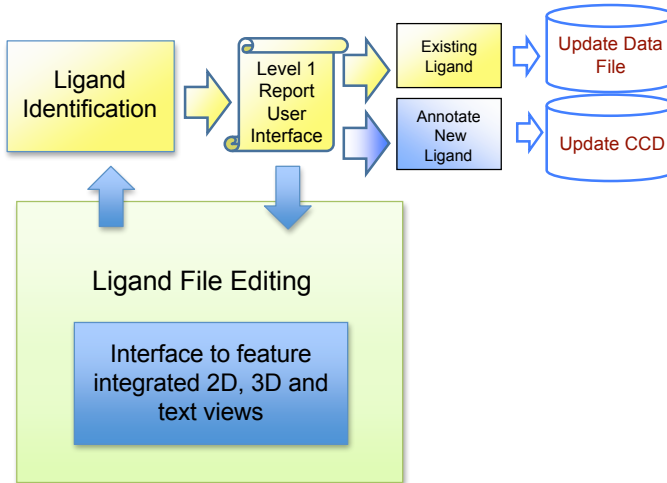 Ligand
Identification
Level 1
Report
User
Interface
Existing
Ligand
Update Data
File
Annotate
New
Ligand
Update CCD
Ligand File Editing
Interface to feature
integrated 2D, 3D and
text views